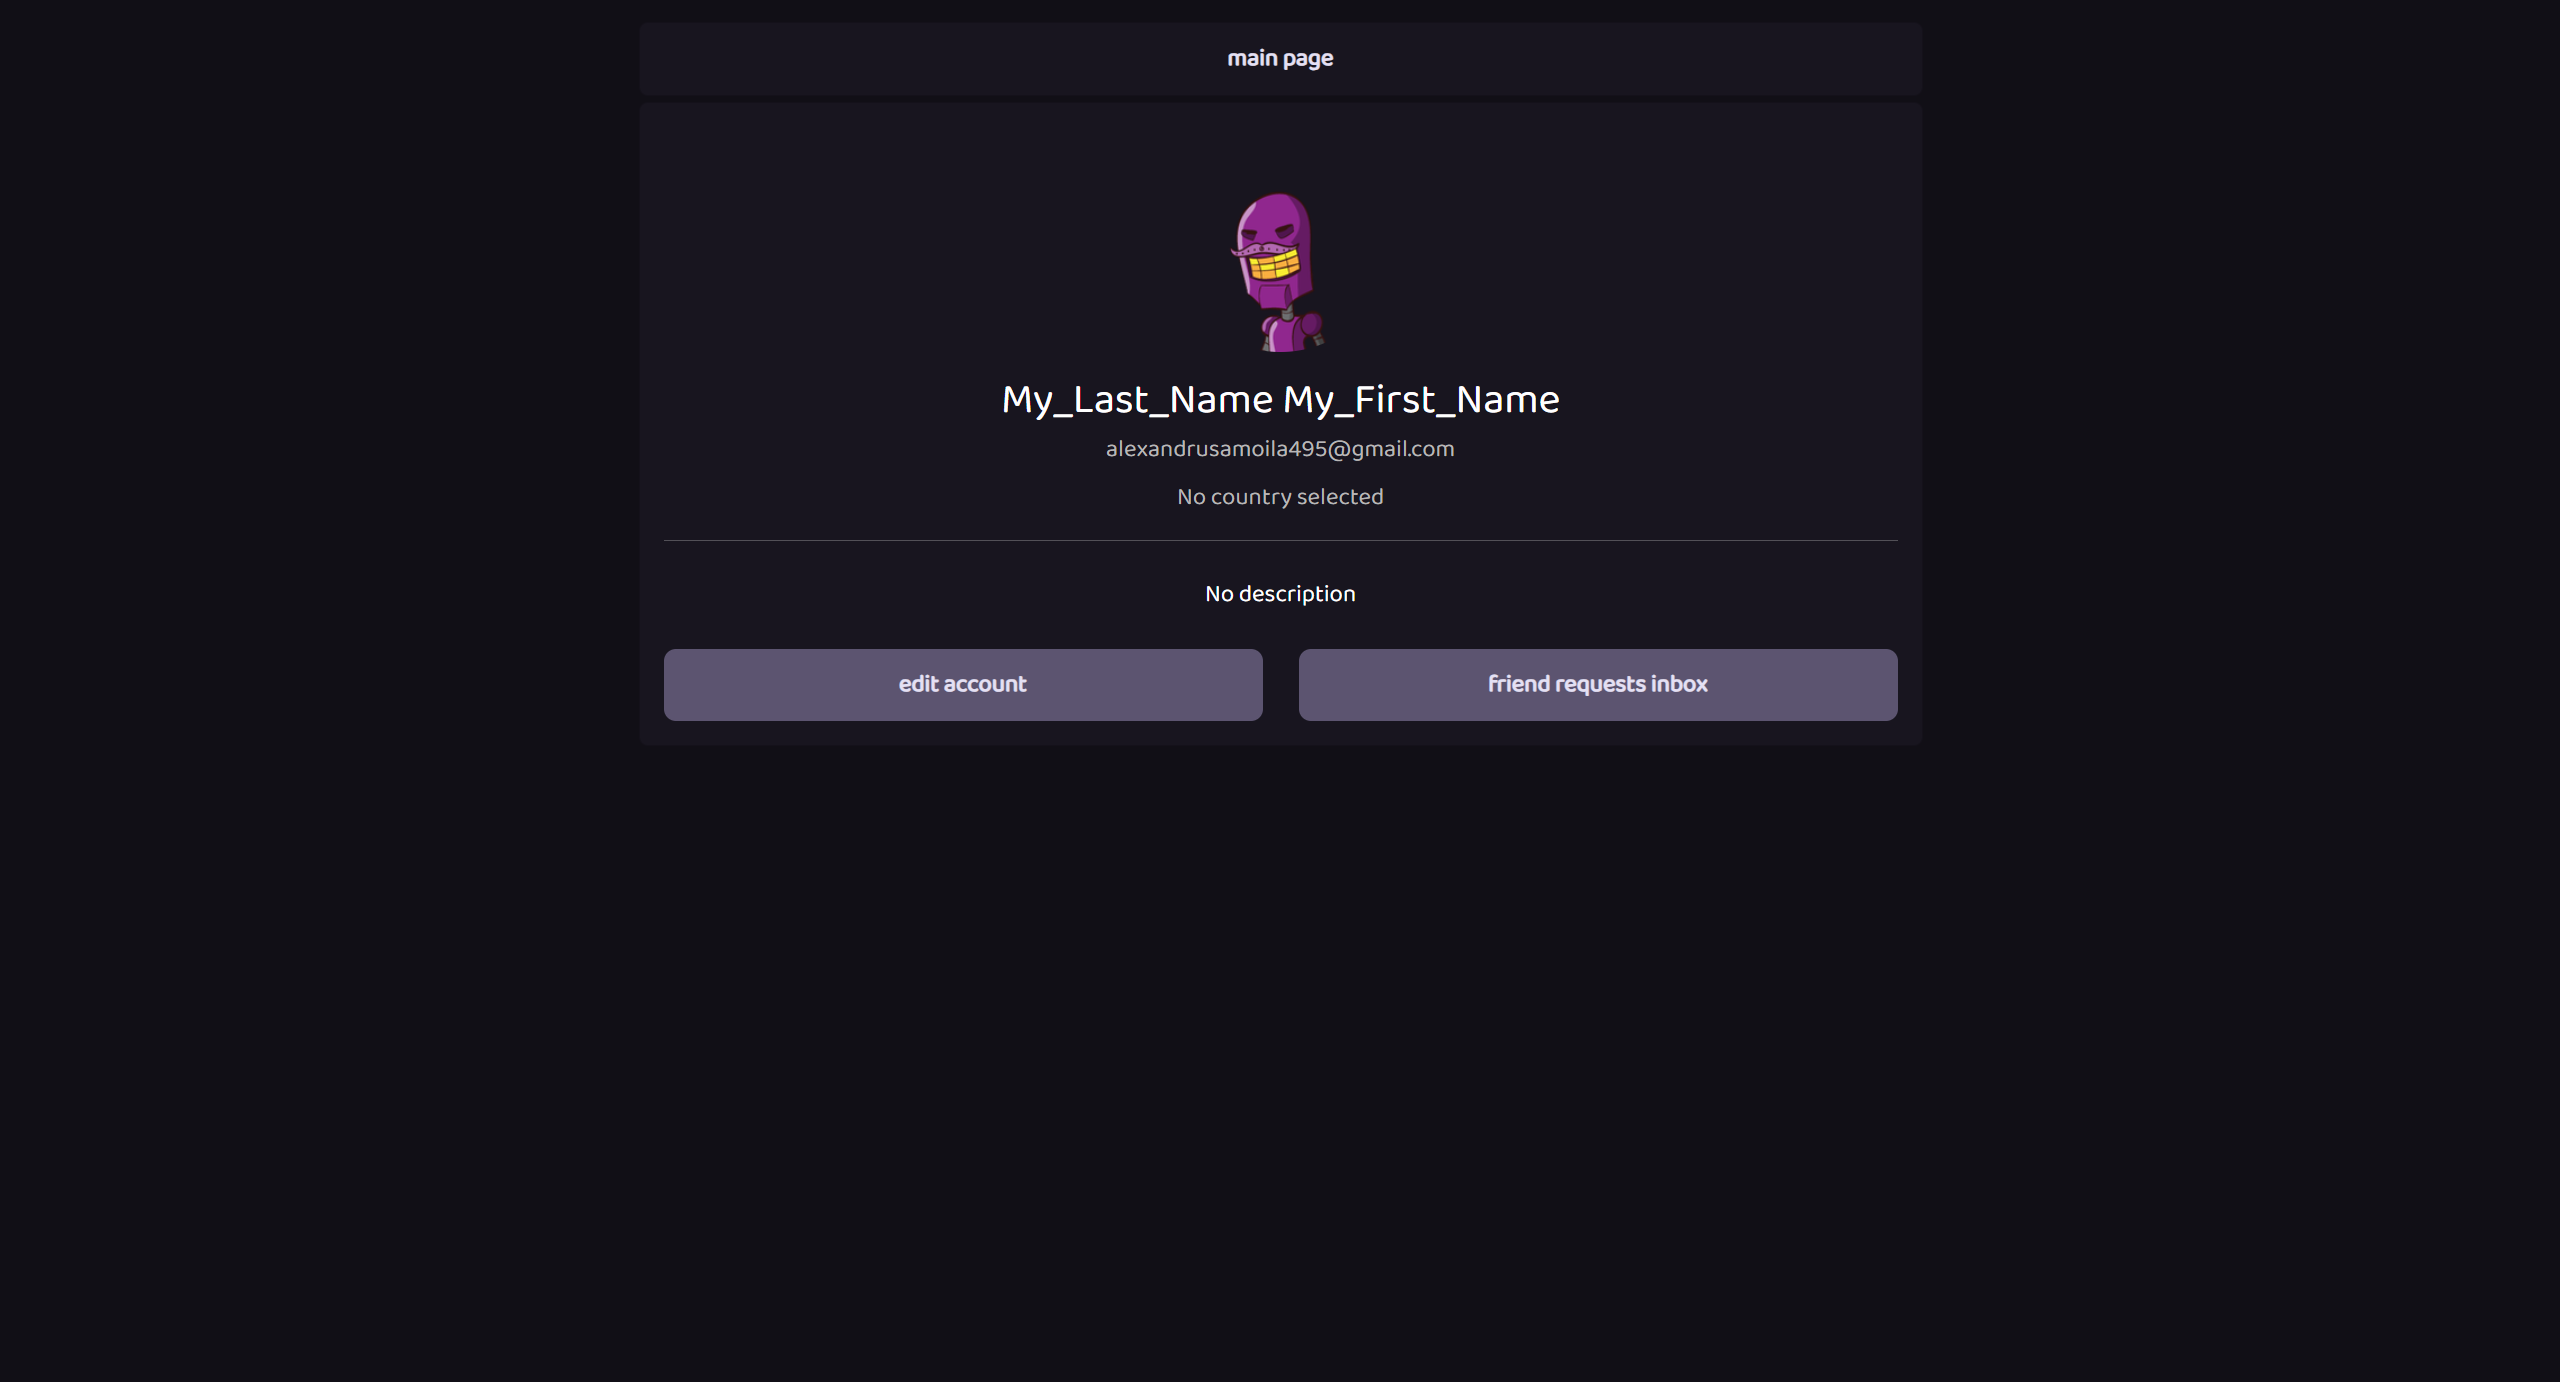 main page
My_Last_Name My_First_Name
alexandrusamoila495@gmail.com
No country selected
No description
edit account
friend requests inbox